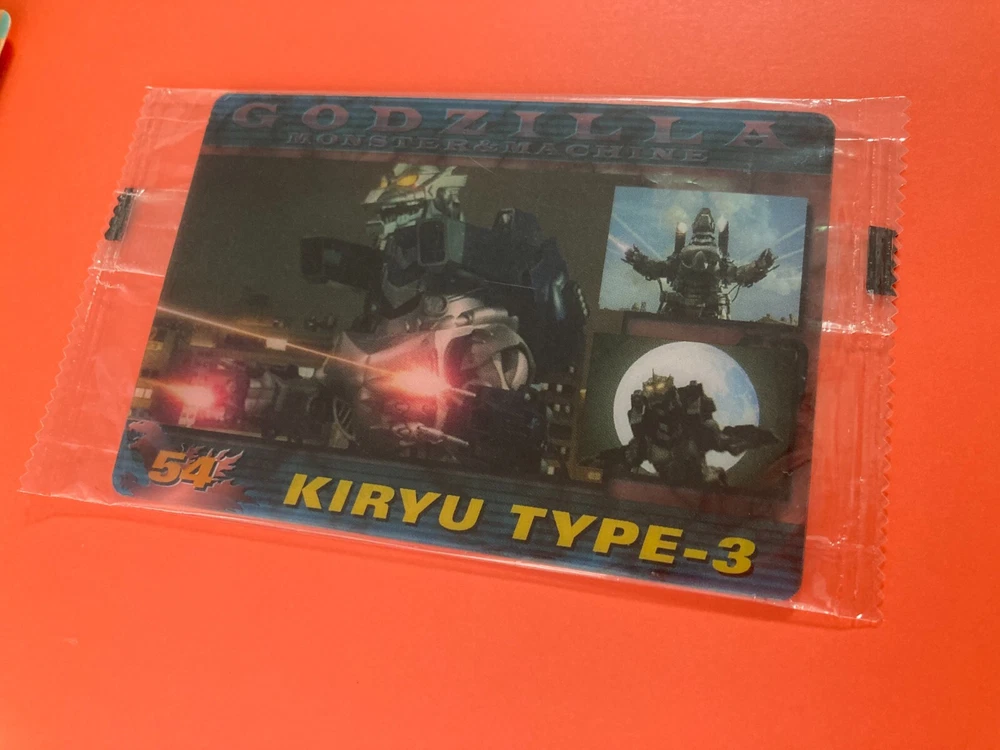 GODZILLA
MONSTER&MACHINE
54
KIRYU TYPE-3